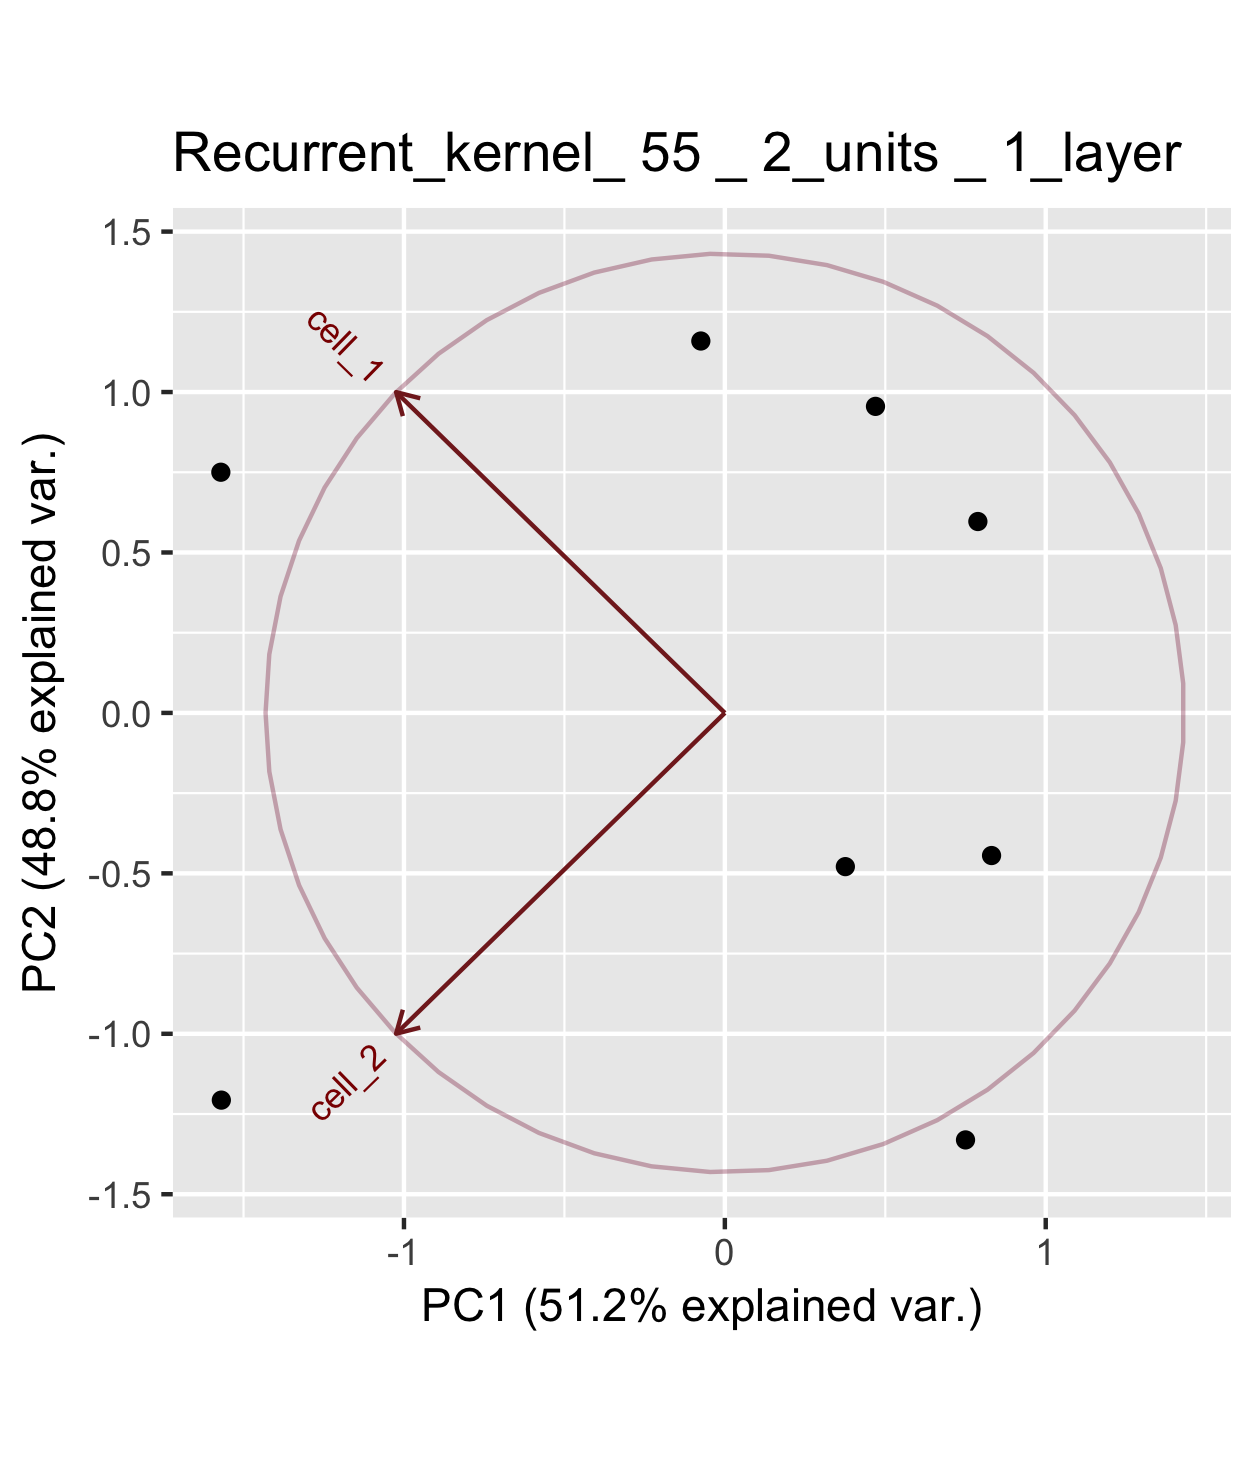 Recurrent_kernel_ 55 _ 2_units _ 1_layer
1.5
1.0
0.5
0.0
-0.5
-1.0
-1.5
PC2 (48.8% explained var.)
cell_1
cell_2
-1
0
1
PC1 (51.2% explained var.)